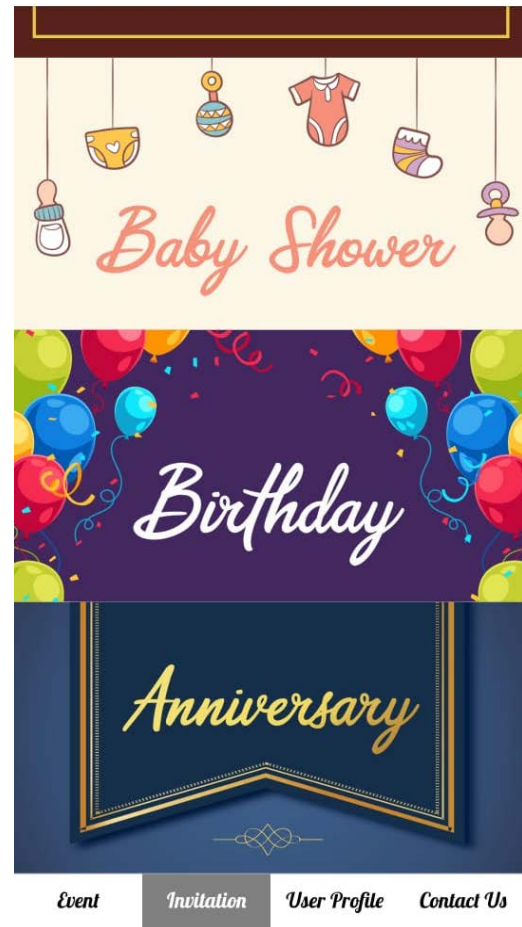 Baby Shower
Birthday
Anniversary
Event Invitation User Profile Contact Us